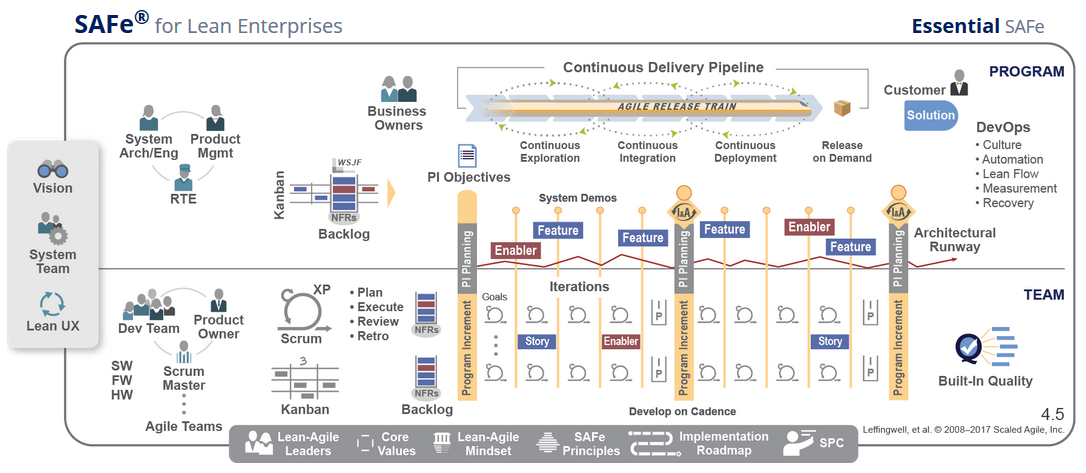 SAFe® for Lean Enterprises
Essential SAFe
PROGRAM
Continuous Delivery Pipeline
AGILE RELEASE TRAIN
Continuous
Exploration
Continuous
Integration
Continuous
Deployment
Release
on Demand
Business
Owners
Customer
Solution
DevOps
• Culture
• Automation
• Lean Flow
• Measurement
• Recovery
System
Arch/Eng
Product
Mgmt
RTE
Vision
System
Team
Lean UX
Kanban
WSJF
NFRs
Backlog
PI Objectives
System Demos
Enabler
Feature
Feature
I&A
Feature
Enabler
Feature
I&A
Architectural
Runway
PI Planning
PI Planning
PI Planning
TEAM
Iterations
Dev Team
Product
Owner
Scrum
Master
SW
FW
HW
Agile Teams
XP
Scrum
• Plan
• Execute
• Review
• Retro
3
Kanban
NFRs
NFRs
Backlog
Program Increment
Goals
Story
Enabler
I P
I P
Program Increment
Story
I P
I P
Program Increment
Develop on Cadence
Built-In Quality
4.5
Leffingwell, et al. © 2008–2017 Scaled Agile, Inc.
Lean-Agile
Leaders
Core
Values
Lean-Agile
Mindset
SAFe
Principles
Implementation
Roadmap
SPC